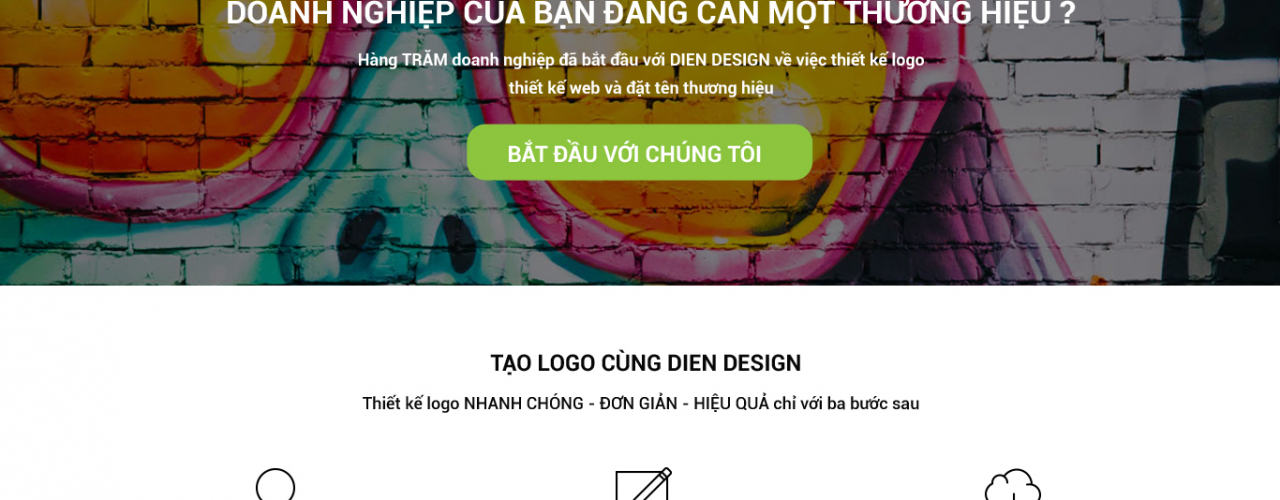 DOANH NGHIỆP CỦA BẠN ĐANG CẦN MỘT THƯƠNG HIỆU ?
Hàng TRĂM doanh nghiệp đã bắt đầu với DIEN DESIGN về việc thiết kế logo
thiết kế web và đặt tên thương hiệu
BẮT ĐẦU VỚI CHÚNG TÔI
TẠO LOGO CÙNG DIEN DESIGN
Thiết kế logo NHANH CHÓNG - ĐƠN GIẢN - HIỆU QUẢ chỉ với ba bước sau